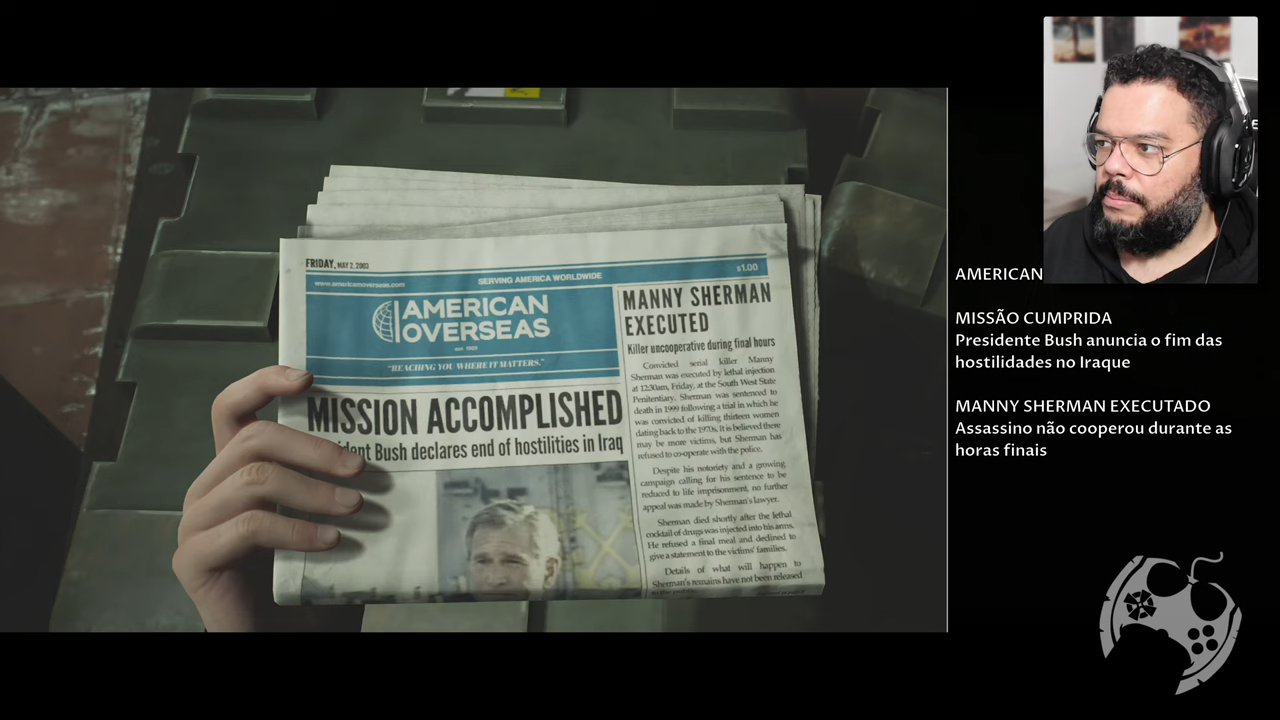 FRIDAY, MAY 2, 2003
www.americanoverseas.com
SERVING AMERICA WORLDWIDE
$1.00
AMERICAN
OVERSEAS
"REACHING YOU WHERE IT MATTERS."
MISSION ACCOMPLISHED
ident Bush declares end of hostilities in Iraq
MANNY SHERMAN
EXECUTED
Killer uncooperative during final hours
Convicted serial killer Manny
Sherman was executed by lethal injection
at 12:30am, Friday, at the South West State
Penitentiary. Sherman was sentenced to
death in 1999 following a trial in which he
was convicted of killing thirteen women
dating back to the 1970s. It is believed there
may be more victims, but Sherman has
refused to co-operate with the police.
Despite his notoriety and a growing
campaign calling for his sentence to be
reduced to life imprisonment, no further
appeal was made by Sherman's lawyer.
Sherman died shortly after the lethal
cocktail of drugs was injected into his arms.
He refused a final meal and declined to
give a statement to the victims' families.
Details of what will happen to
Sherman's remains have not been released
AMERICAN
MISSÃO CUMPRIDA
Presidente Bush anuncia o fim das
hostilidades no Iraque
MANNY SHERMAN EXECUTADO
Assassino não cooperou durante as
horas finais